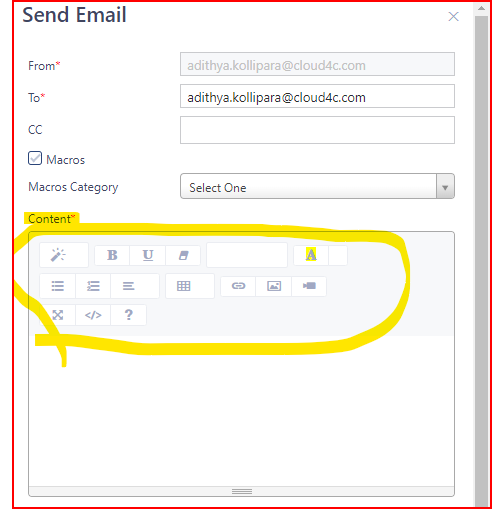 Send Email
From*
adithya.kollipara@cloud4c.com
To*
adithya.kollipara@cloud4c.com
CC
Macros
Macros Category
Select One
Content*
B U A
</> ?